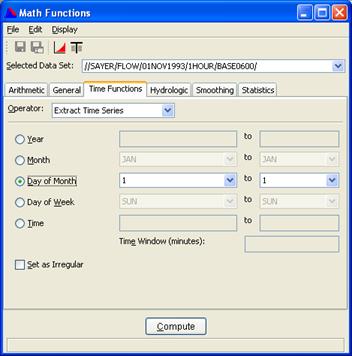 Math Functions
File Edit Display
Selected Data Set: //SAYER/FLOW/01NOV1993/1HOUR/BASE0600/
Arithmetic General Time Functions Hydrologic Smoothing Statistics
Operator: Extract Time Series
Year to
Month JAN to JAN
Day of Month 1 to 1
Day of Week SUN to SUN
Time to
Time Window (minutes):
Set as Irregular
Compute